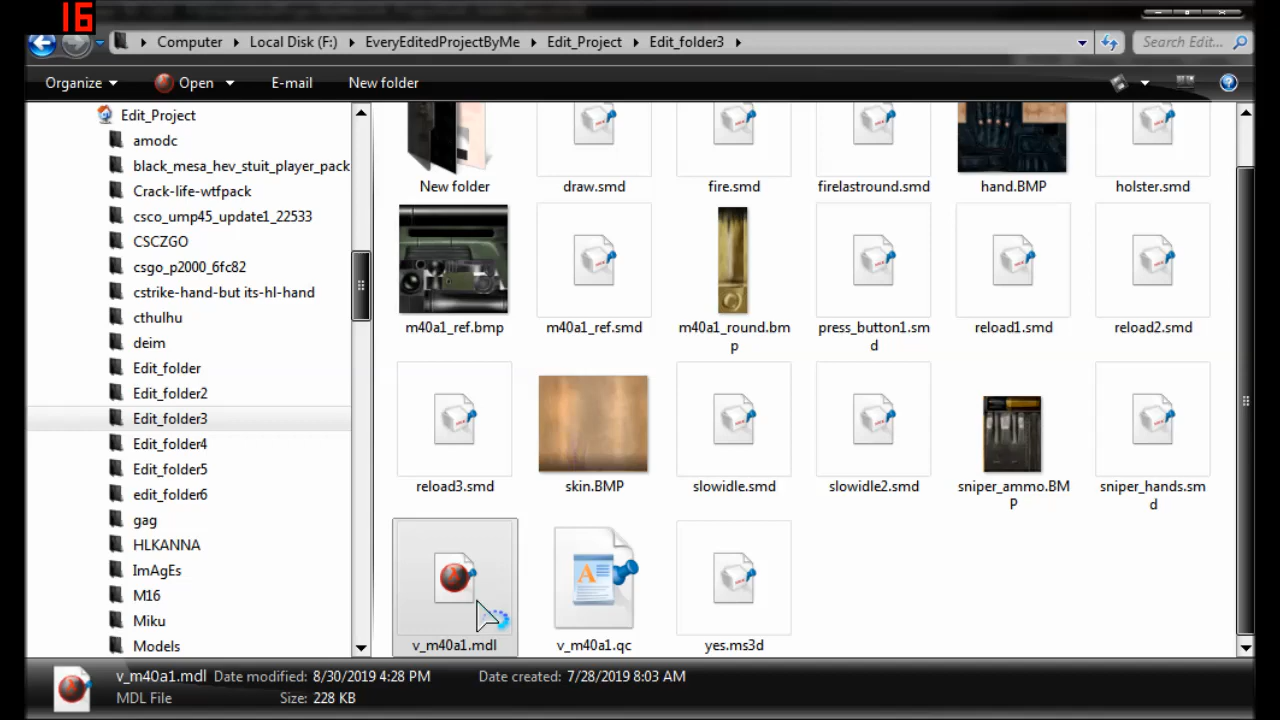 16
Computer Local Disk (F:) EveryEditedProjectByMe Edit_Project Edit_folder3
Search Edit...
Organize Open E-mail New folder
Edit_Project
amodc
black_mesa_hev_stuit_player_pack
Crack-life-wtfpack
csco_ump45_update1_22533
CSCZGO
csgo_p2000_6fc82
cstrike-hand-but its-hl-hand
cthulhu
deim
Edit_folder
Edit_folder2
Edit_folder3
Edit_folder4
Edit_folder5
edit_folder6
gag
HLKANNA
ImAgEs
M16
Miku
Models
New folder
draw.smd
fire.smd
firelastround.smd
hand.BMP
holster.smd
m40a1_ref.bmp
m40a1_ref.smd
m40a1_round.bm
p
press_button1.sm
d
reload1.smd
reload2.smd
reload3.smd
skin.BMP
slowidle.smd
slowidle2.smd
sniper_ammo.BM
P
sniper_hands.sm
d
v_m40a1.mdl
v_m40a1.qc
yes.ms3d
v_m40a1.mdl Date modified: 8/30/2019 4:28 PM Date created: 7/28/2019 8:03 AM
MDL File Size: 228 KB